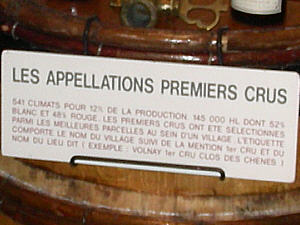 LES APPELLATIONS PREMIERS CRUS
541 CLIMATS POUR 12% DE LA PRODUCTION. 145 000 HL DONT 52%
BLANC ET 48% ROUGE. LES PREMIERS CRUS ONT ETE SELECTIONNES
PARMI LES MEILLEURES PARCELLES AU SEIN D'UN VILLAGE. L'ETIQUETTE
COMPORTE LE NOM DU VILLAGE SUIVI DE LA MENTION 1er CRU ET DU
NOM DU LIEU DIT ( EXEMPLE : VOLNAY 1er CRU CLOS DES CHENES )